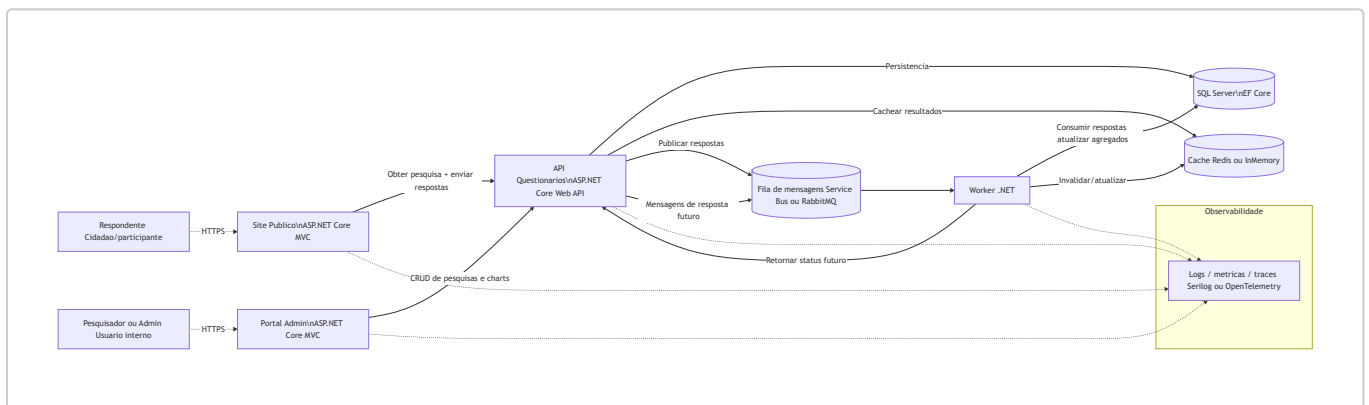 Respondente
Cidadao/participante
HTTPS
Site Publico\nASP.NET Core
MVC
Pesquisador ou Admin
Usuario interno
HTTPS
Portal Admin\nASP.NET
Core MVC
Obter pesquisa + enviar
respostas
CRUD de pesquisas e charts
API
Questionarios\nASP.NET
Core Web API
Persistencia
Cachear resultados
Publicar respostas
Mensagens de resposta
futuro
Fila de mensagens Service
Bus ou RabbitMQ
Retornar status futuro
Worker .NET
Consumir respostas
atualizar agregados
Invalidar/atualizar
SQL Server\nEF Core
Cache Redis ou InMemory
Observabilidade
Logs / metricas / traces
Serilog ou OpenTelemetry